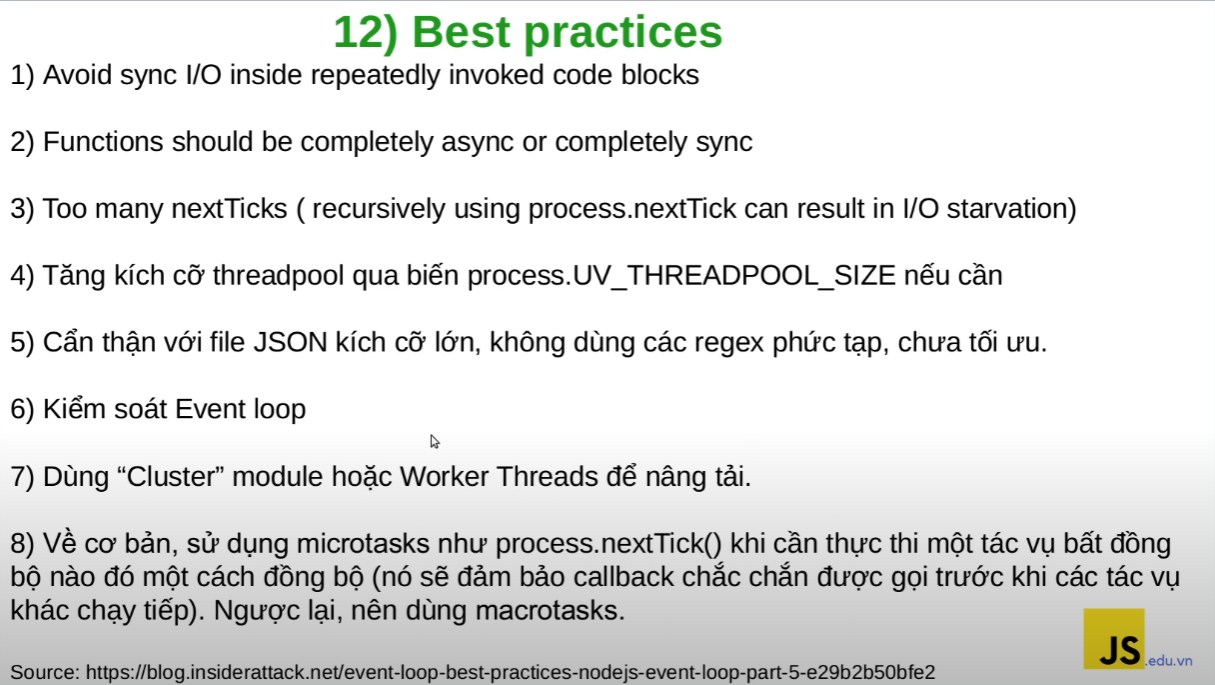 12) Best practices
1) Avoid sync I/O inside repeatedly invoked code blocks
2) Functions should be completely async or completely sync
3) Too many nextTicks ( recursively using process.nextTick can result in I/O starvation)
4) Tăng kích cỡ threadpool qua biến process.UV_THREADPOOL_SIZE nếu cần
5) Cẩn thận với file JSON kích cỡ lớn, không dùng các regex phức tạp, chưa tối ưu.
6) Kiểm soát Event loop
7) Dùng “Cluster” module hoặc Worker Threads để nâng tải.
8) Về cơ bản, sử dụng microtasks như process.nextTick() khi cần thực thi một tác vụ bất đồng
bộ nào đó một cách đồng bộ (nó sẽ đảm bảo callback chắc chắn được gọi trước khi các tác vụ
khác chạy tiếp). Ngược lại, nên dùng macrotasks.
JS.edu.vn
Source: https://blog.insiderattack.net/event-loop-best-practices-nodejs-event-loop-part-5-e29b2b50bfe2